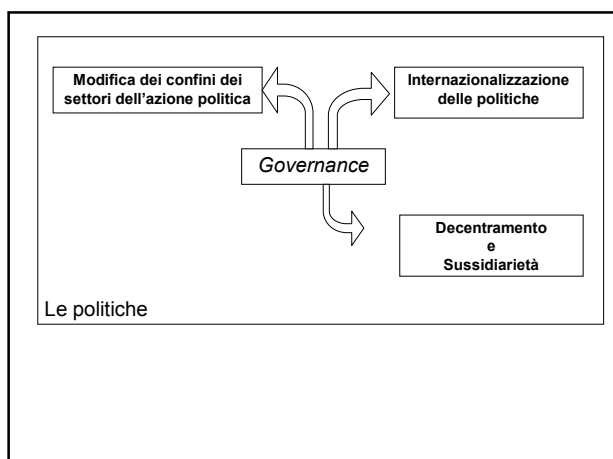 Modifica dei confini dei
settori dell'azione politica
Internazionalizzazione
delle politiche
Governance
Decentramento
e
Sussidiarietà
Le politiche